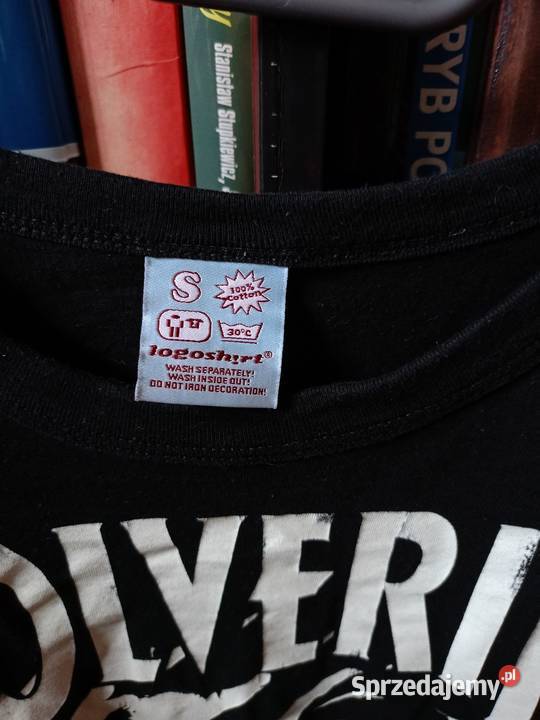 Stanisław Słupkiewicz,
RYB PO
S
100%
cotton
30°C
logoshirt®
WASH SEPARATELY!
WASH INSIDE OUT!
DO NOT IRON DECORATION!
OLVERI
Sprzedajemy.pl